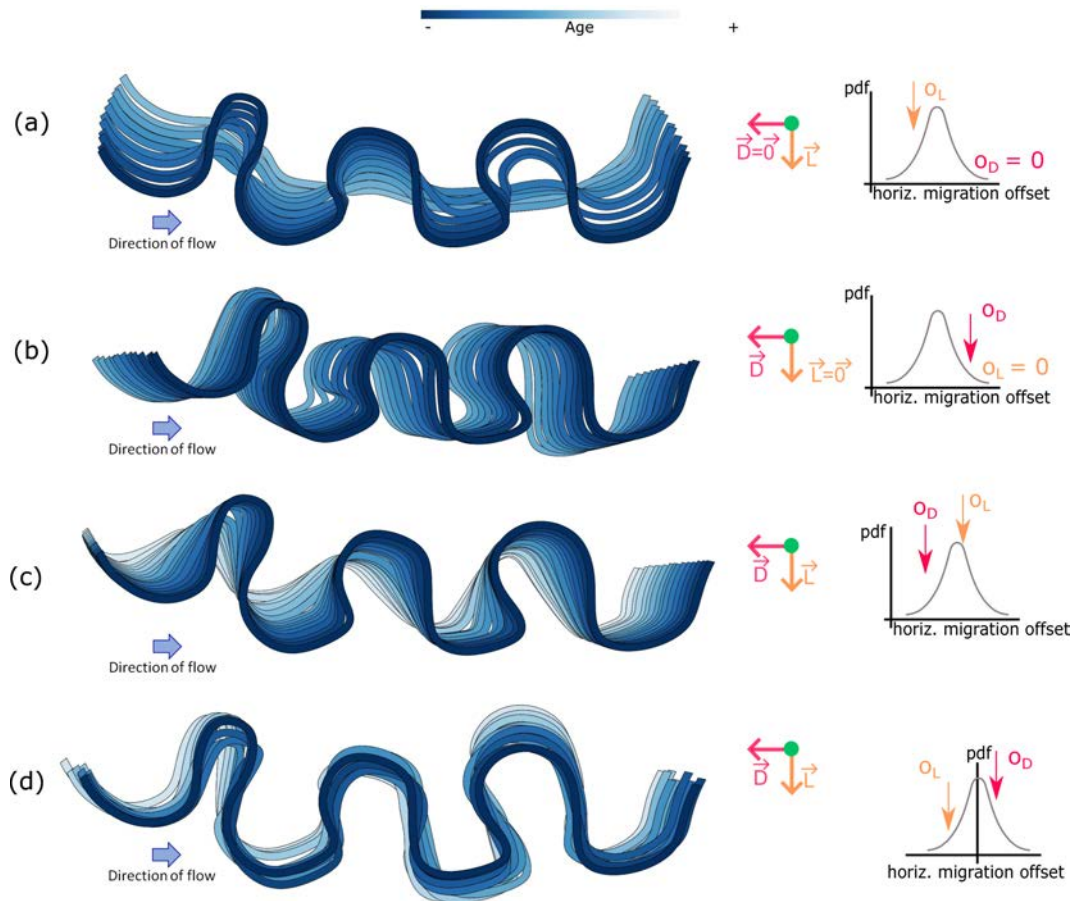 - Age +
(a)
Direction of flow
D=0
L
pdf
oL
oD = 0
horiz. migration offset
(b)
Direction of flow
D
L=0
pdf
oD
oL = 0
horiz. migration offset
(c)
Direction of flow
D
L
pdf
oD
oL
horiz. migration offset
(d)
Direction of flow
D
L
pdf
oL
oD
horiz. migration offset